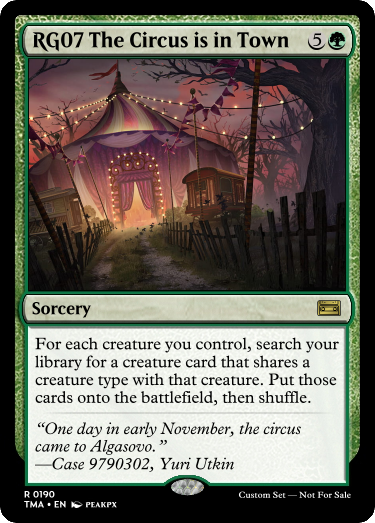 RG07 The Circus is in Town 5
Sorcery
For each creature you control, search your
library for a creature card that shares a
creature type with that creature. Put those
cards onto the battlefield, then shuffle.
“One day in early November, the circus
came to Algasovo.”
—Case 9790302, Yuri Utkin
R 0190
TMA • EN PEAKPX
Custom Set — Not For Sale